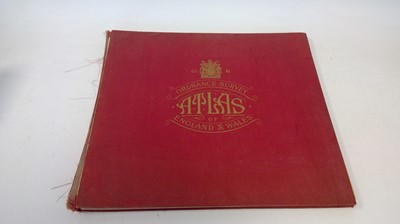 ORDNANCE SURVEY
ATLAS
OF
ENGLAND & WALES